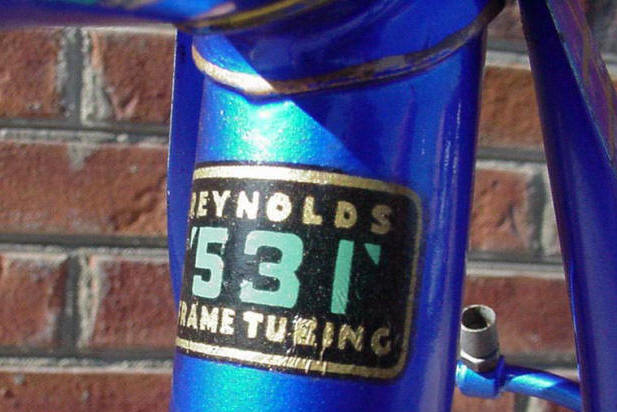 REYNOLDS
'531'
FRAME TUBING